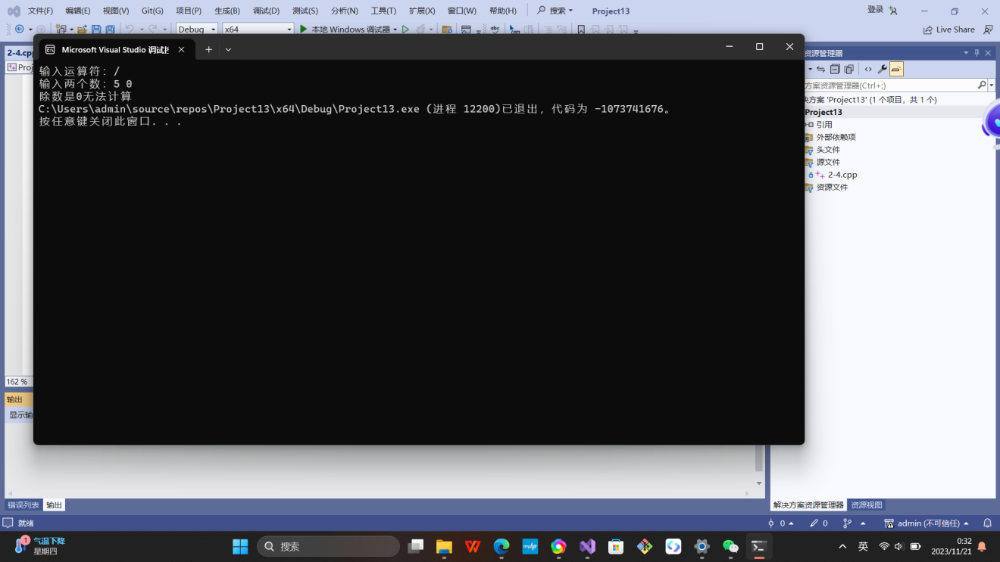 文件(F) 编辑(E) 视图(V) Git(G) 项目(P) 生成(B) 调试(D) 测试(S) 分析(N) 工具(T) 扩展(X) 窗口(W) 帮助(H) 搜索 Project13 登录
Debug x64 本地 Windows 调试器 Live Share
2-4.cpp
Microsoft Visual Studio 调试
资源管理器
Proj
输入运算符: /
输入两个数: 5 0
除数是0无法计算
C:\Users\admin\source\repos\Project13\x64\Debug\Project13.exe (进程 12200)已退出，代码为 -1073741676。
按任意键关闭此窗口. . .
方案资源管理器(Ctrl+;)
方案 'Project13' (1 个项目，共 1 个)
Project13
引用
外部依赖项
头文件
源文件
2-4.cpp
资源文件
162 %
输出
显示输
错误列表 输出
解决方案资源管理器 资源视图
就绪 0 0 admin (不可信任)
1 气温下降
星期四
搜索
myhp
英
0:32
2023/11/21